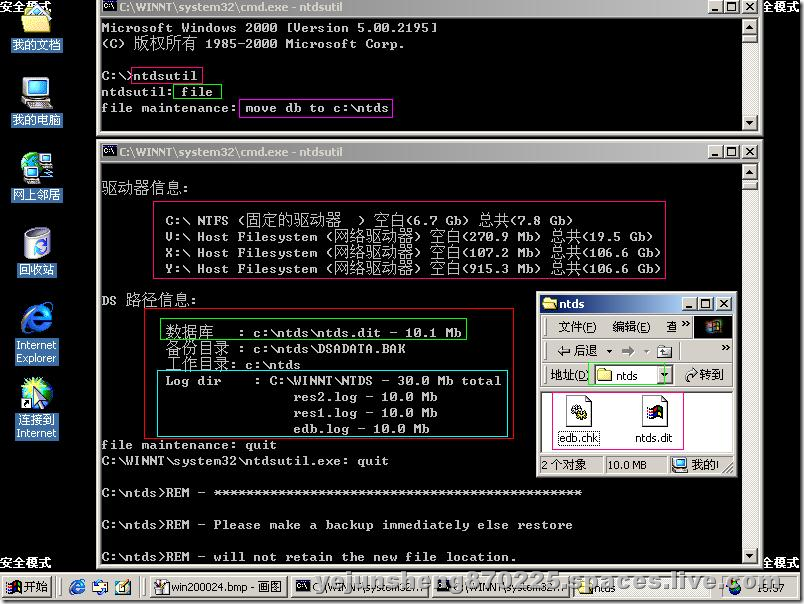 安全模式
安全模式
我的文档
我的电脑
网上邻居
回收站
Internet
Explorer
连接到
Internet
C:\WINNT\system32\cmd.exe - ntdsutil
Microsoft Windows 2000 [Version 5.00.2195]
(C) 版权所有 1985-2000 Microsoft Corp.
C:\>ntdsutil
ntdsutil: file
file maintenance: move db to c:\ntds
C:\WINNT\system32\cmd.exe - ntdsutil
驱动器信息:
C:\ NTFS (固定的驱动器  ) 空白(6.7 Gb) 总共(7.8 Gb)
V:\ Host Filesystem (网络驱动器) 空白(270.9 Mb) 总共(19.5 Gb)
X:\ Host Filesystem (网络驱动器) 空白(107.2 Mb) 总共(106.6 Gb)
Y:\ Host Filesystem (网络驱动器) 空白(915.3 Mb) 总共(106.6 Gb)
DS 路径信息:
数据库   : c:\ntds\ntds.dit - 10.1 Mb
备份目录 : c:\ntds\DSADATA.BAK
工作目录: c:\ntds
Log dir    : C:\WINNT\NTDS - 30.0 Mb total
res2.log - 10.0 Mb
res1.log - 10.0 Mb
edb.log - 10.0 Mb
file maintenance: quit
C:\WINNT\system32\ntdsutil.exe: quit
C:\ntds>REM - **********************************************
C:\ntds>REM - Please make a backup immediately else restore
C:\ntds>REM - will not retain the new file location.
ntds
文件(F) 编辑(E) 查 »
后退 »
地址(D) ntds 转到
edb.chk ntds.dit
2 个对象 10.0 MB 我的
安全模式
安全模式
开始 win200024.bmp - 画图 C:\WINNT\system32\... C:\WINNT\system32\... ntds 15:57
yejunsheng870225.spaces.live.com